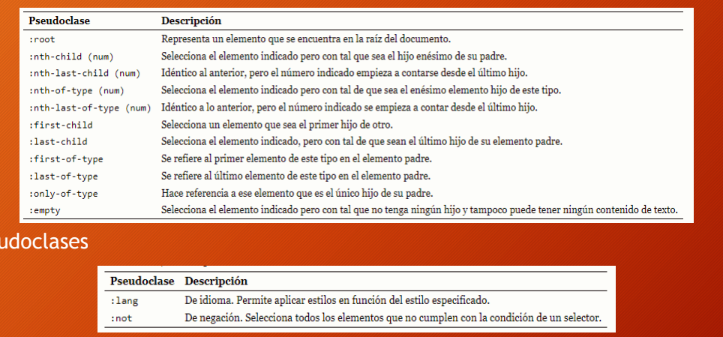 Pseudoclase Descripción
:root Representa un elemento que se encuentra en la raíz del documento.
:nth-child (num) Selecciona el elemento indicado pero con tal que sea el hijo enésimo de su padre.
:nth-last-child (num) Idéntico al anterior, pero el número indicado empieza a contarse desde el último hijo.
:nth-of-type (num) Selecciona el elemento indicado pero con tal de que sea el enésimo elemento hijo de este tipo.
:nth-last-of-type (num) Idéntico a lo anterior, pero el número indicado se empieza a contar desde el último hijo.
:first-child Selecciona un elemento que sea el primer hijo de otro.
:last-child Selecciona el elemento indicado, pero con tal de que sean el último hijo de su elemento padre.
:first-of-type Se refiere al primer elemento de este tipo en el elemento padre.
:last-of-type Se refiere al último elemento de este tipo en el elemento padre.
:only-of-type Hace referencia a ese elemento que es el único hijo de su padre.
:empty Selecciona el elemento indicado pero con tal que no tenga ningún hijo y tampoco puede tener ningún contenido de texto.
udoclases
Pseudoclase Descripción
:lang De idioma. Permite aplicar estilos en función del estilo especificado.
:not De negación. Selecciona todos los elementos que no cumplen con la condición de un selector.